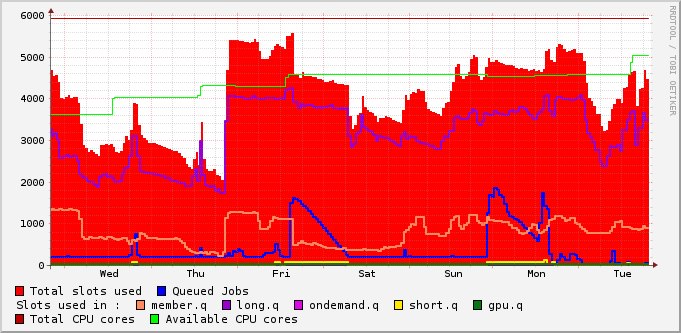 6000
5000
4000
3000
2000
1000
0
Wed Thu Fri Sat Sun Mon Tue
Total slots used Queued Jobs
Slots used in : member.q long.q ondemand.q short.q gpu.q
Total CPU cores Available CPU cores
RRDTOOL / TOBI OETIKER